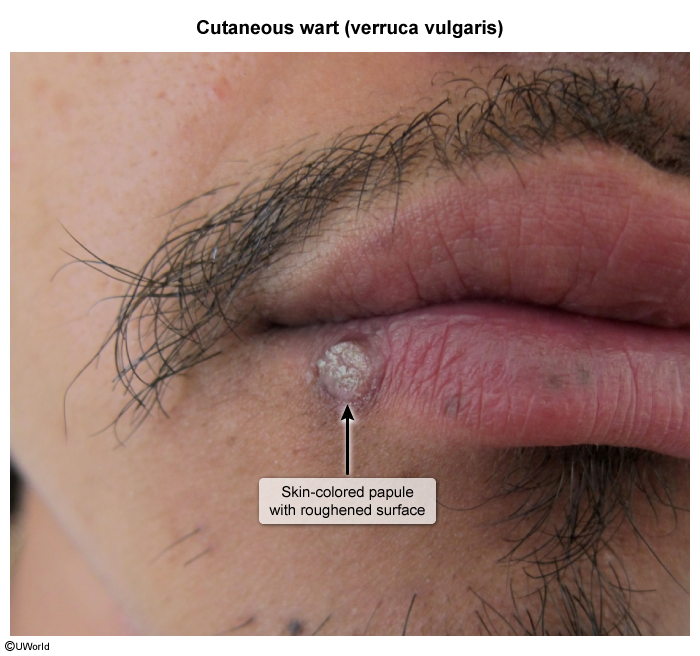 Cutaneous wart (verruca vulgaris)
Skin-colored papule
with roughened surface
©UWorld